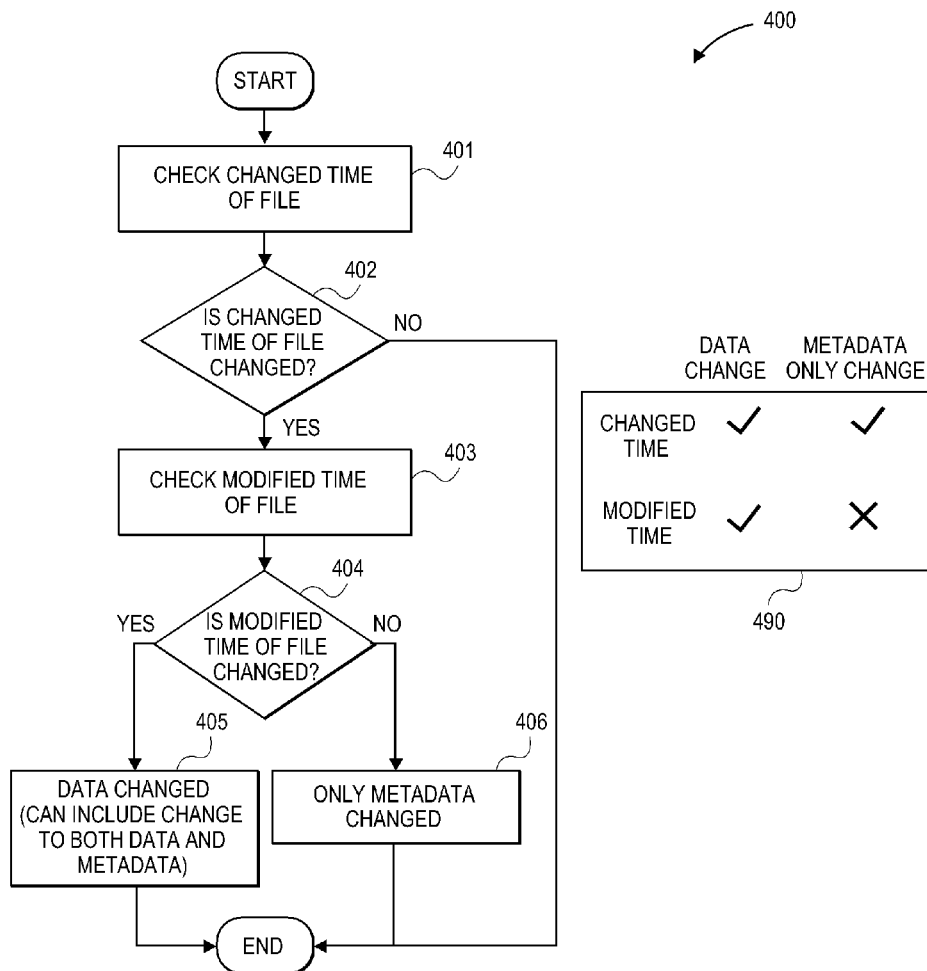 400
START
401
CHECK CHANGED TIME
OF FILE
402
IS CHANGED
TIME OF FILE
CHANGED?
NO
YES
403
CHECK MODIFIED TIME
OF FILE
404
IS MODIFIED
TIME OF FILE
CHANGED?
YES
NO
405
DATA CHANGED
(CAN INCLUDE CHANGE
TO BOTH DATA AND
METADATA)
406
ONLY METADATA
CHANGED
END
DATA
CHANGE
METADATA
ONLY CHANGE
CHANGED
TIME
MODIFIED
TIME
490